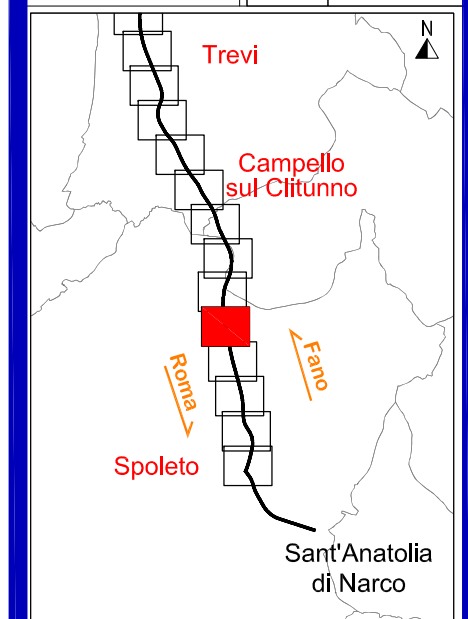 N
Trevi
Campello
sul Clitunno
Fano
Roma
Spoleto
Sant'Anatolia
di Narco